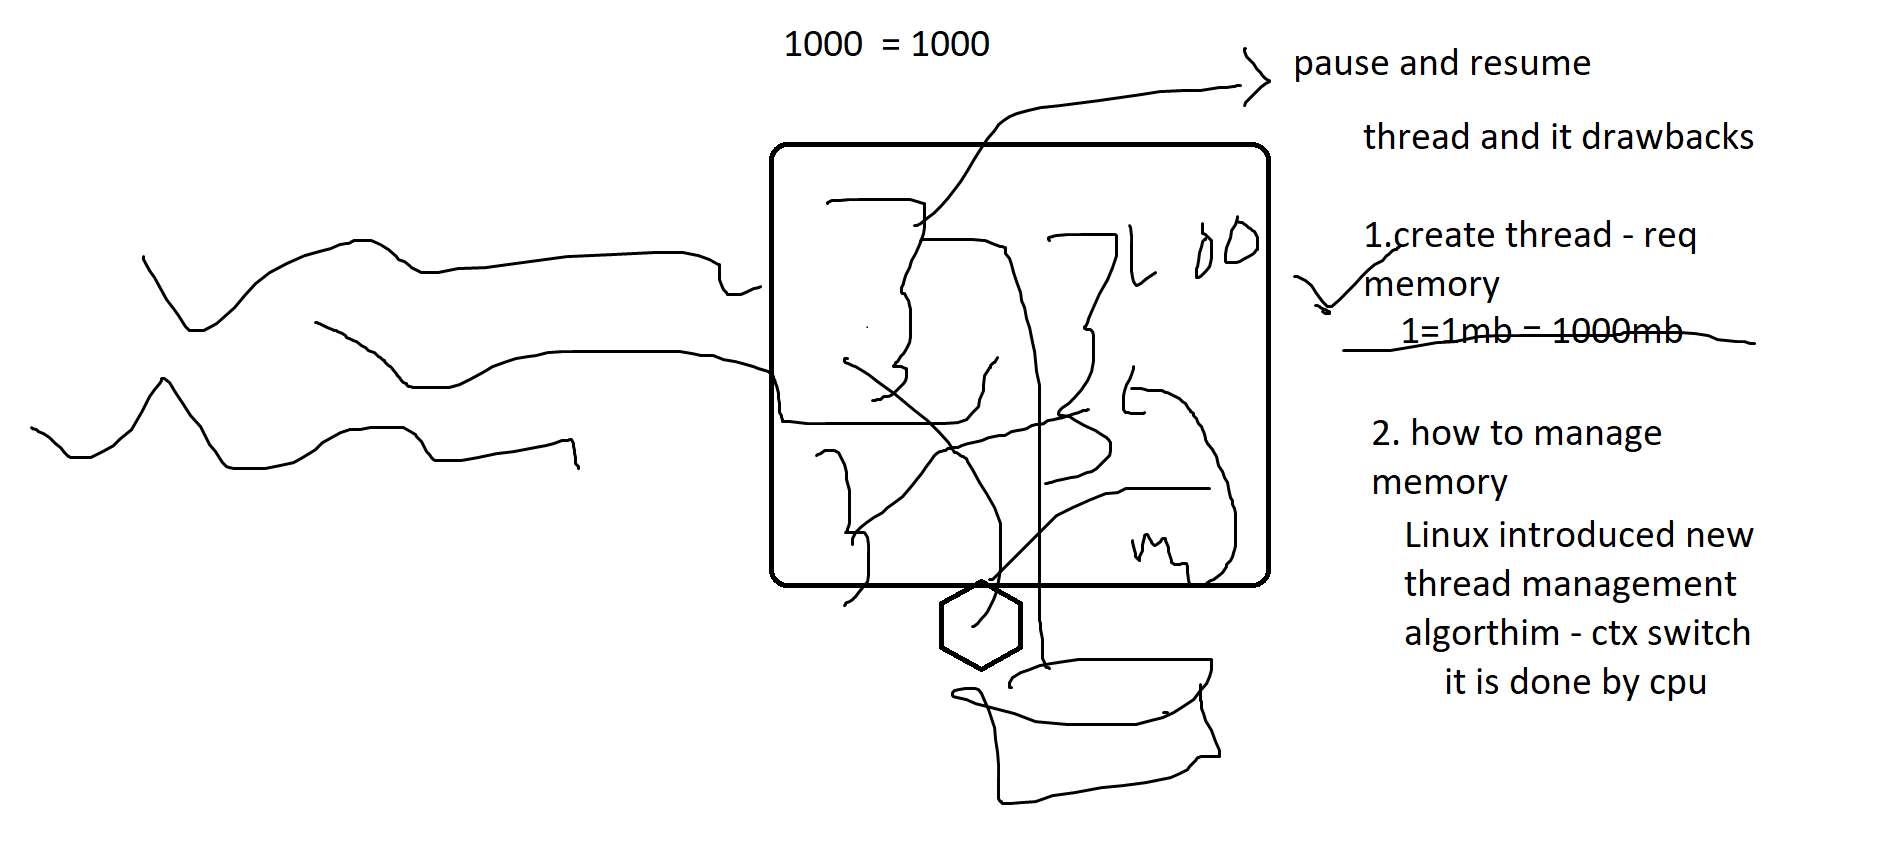 1000  = 1000
pause and resume
thread and it drawbacks
1.create thread - req
memory
1=1mb = 1000mb
2. how to manage
memory
Linux introduced new
thread management
algorthim - ctx switch
it is done by cpu